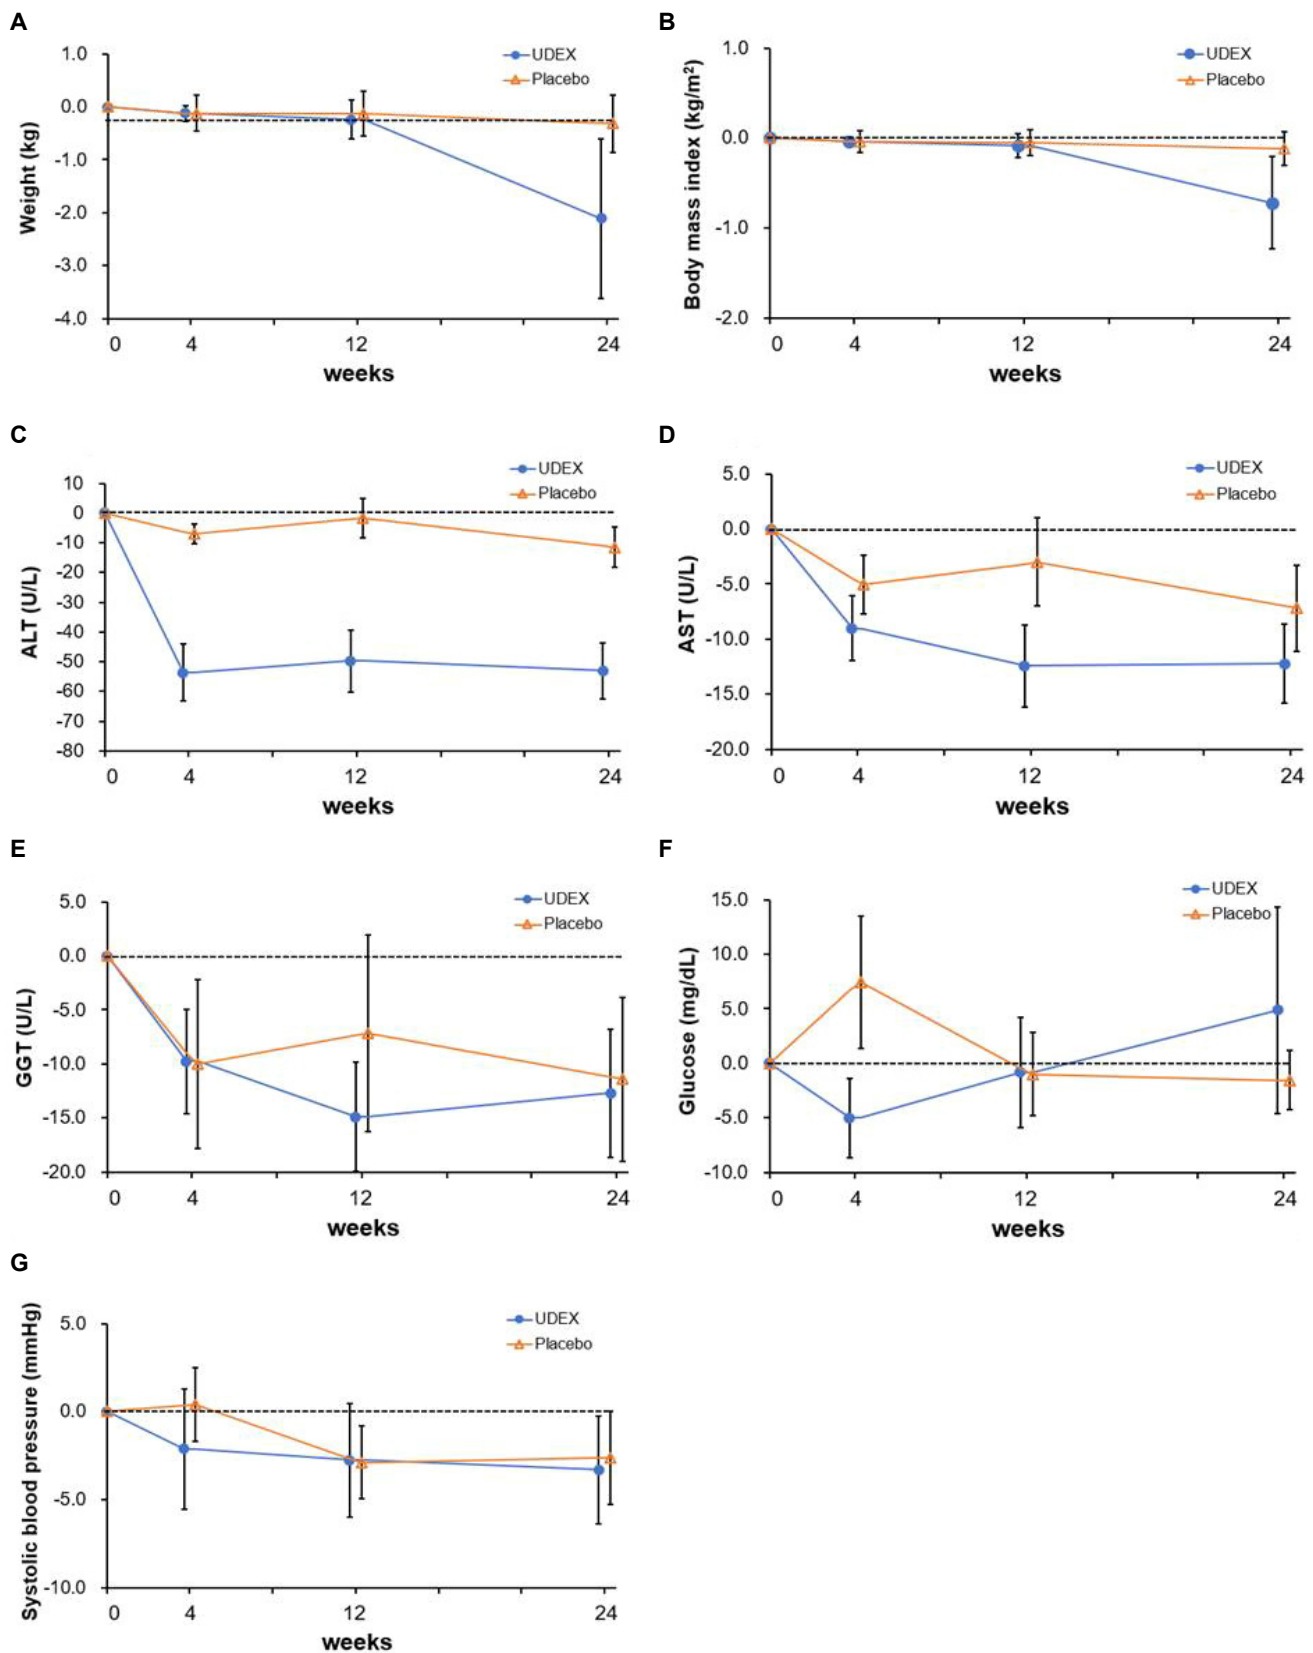 A
UDEX
Placebo
Weight (kg)
1.0
0.0
-1.0
-2.0
-3.0
-4.0
0 4 12 24
weeks
B
UDEX
Placebo
Body mass index (kg/m²)
1.0
0.0
-1.0
-2.0
0 4 12 24
weeks
C
UDEX
Placebo
ALT (U/L)
10
0
-10
-20
-30
-40
-50
-60
-70
-80
0 4 12 24
weeks
D
UDEX
Placebo
AST (U/L)
5.0
0.0
-5.0
-10.0
-15.0
-20.0
0 4 12 24
weeks
E
UDEX
Placebo
GGT (U/L)
5.0
0.0
-5.0
-10.0
-15.0
-20.0
0 4 12 24
weeks
F
UDEX
Placebo
Glucose (mg/dL)
15.0
10.0
5.0
0.0
-5.0
-10.0
0 4 12 24
weeks
G
UDEX
Placebo
Systolic blood pressure (mmHg)
5.0
0.0
-5.0
-10.0
0 4 12 24
weeks